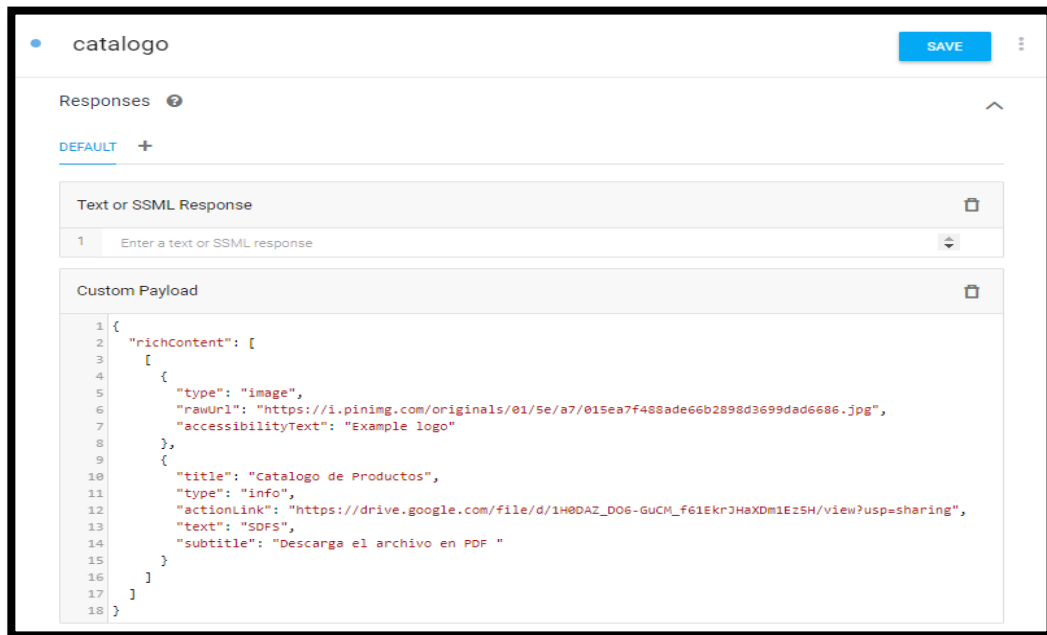 catalogo
SAVE
Responses
DEFAULT +
Text or SSML Response
1 Enter a text or SSML response
Custom Payload
1 {
2 "richContent": [
3 [
4 {
5 "type": "image",
6 "rawUrl": "https://i.pinimg.com/originals/01/5e/a7/015ea7f488ade66b2898d3699dad6686.jpg",
7 "accessibilityText": "Example logo"
8 },
9 {
10 "title": "Catalogo de Productos",
11 "type": "info",
12 "actionLink": "https://drive.google.com/file/d/1H0DAZ_DO6-GuCM_f61EkrJHaXDm1Ez5H/view?usp=sharing",
13 "text": "SDFS",
14 "subtitle": "Descarga el archivo en PDF "
15 }
16 ]
17 ]
18 }